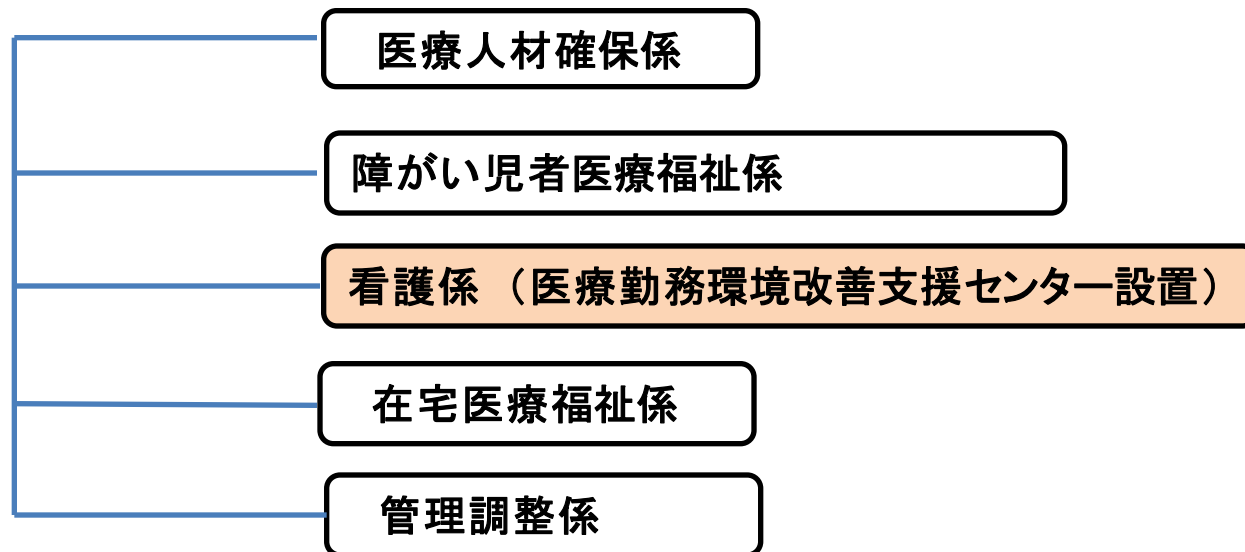 医療人材確保係
障がい児者医療福祉係
看護係（医療勤務環境改善支援センター設置）
在宅医療福祉係
管理調整係